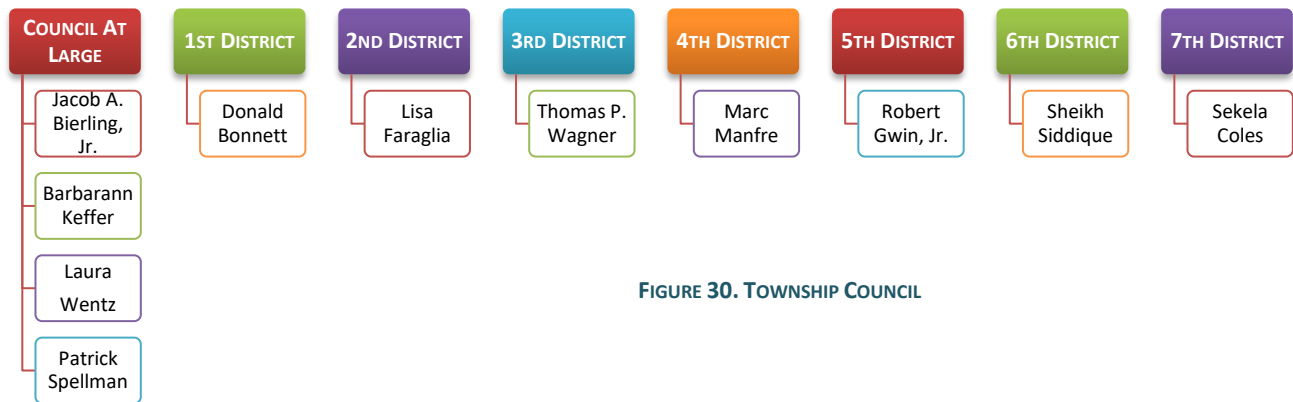 COUNCIL AT
LARGE
Jacob A.
Bierling,
Jr.
Barbarann
Keffer
Laura
Wentz
Patrick
Spellman
1ST DISTRICT
Donald
Bonnett
2ND DISTRICT
Lisa
Faraglia
3RD DISTRICT
Thomas P.
Wagner
4TH DISTRICT
Marc
Manfre
5TH DISTRICT
Robert
Gwin, Jr.
6TH DISTRICT
Sheikh
Siddique
7TH DISTRICT
Sekela
Coles
FIGURE 30. TOWNSHIP COUNCIL